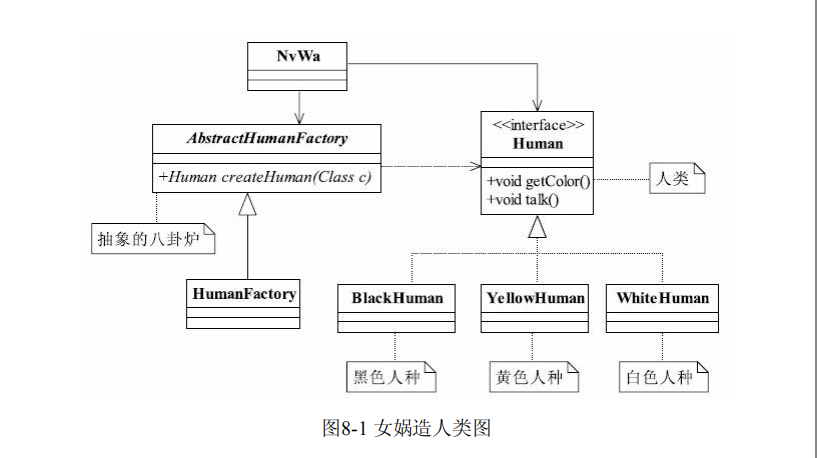 NvWa
AbstractHumanFactory
+Human createHuman(Class c)
<<interface>>
Human
+void getColor()
+void talk()
人类
抽象的八卦炉
HumanFactory
BlackHuman
YellowHuman
WhiteHuman
黑色人种
黄色人种
白色人种
图8-1 女娲造人类图